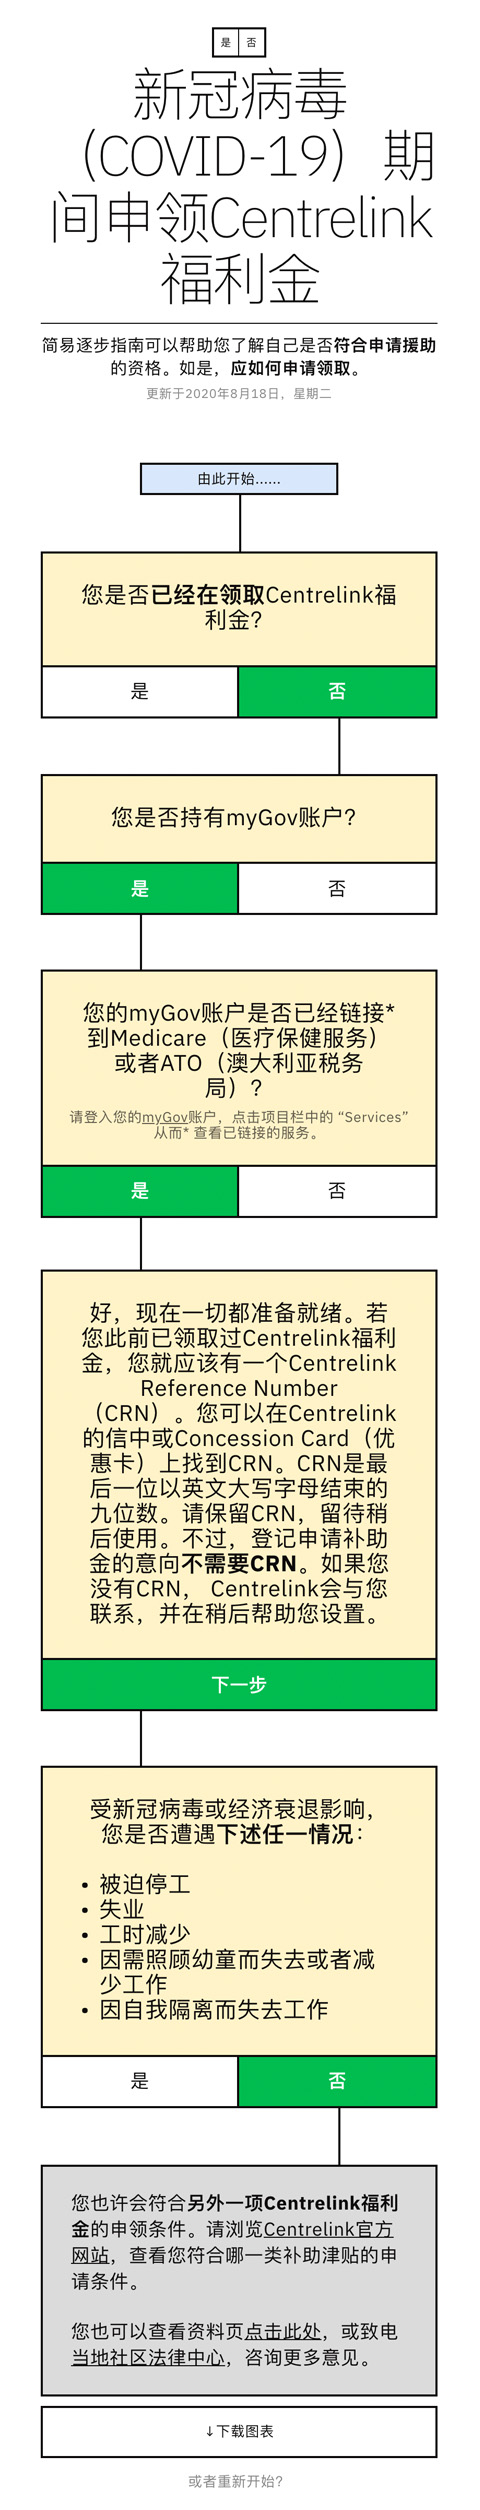 是 否
新冠病毒
（COVID-19）期
间申领Centrelink
福利金
简易逐步指南可以帮助您了解自己是否符合申请援助
的资格。如是，应如何申请领取。
更新于2020年8月18日，星期二
由此开始......
您是否已经在领取Centrelink福
利金?
是 否
您是否持有myGov账户?
是 否
您的myGov账户是否已经链接*
到Medicare（医疗保健服务）
或者ATO（澳大利亚税务
局）?
请登入您的myGov账户，点击项目栏中的 “Services”
从而* 查看已链接的服务。
是 否
好，现在一切都准备就绪。若
您此前已领取过Centrelink福利
金，您就应该有一个Centrelink
Reference Number
（CRN）。您可以在Centrelink
的信中或Concession Card（优
惠卡）上找到CRN。CRN是最
后一位以英文大写字母结束的
九位数。请保留CRN，留待稍
后使用。不过，登记申请补助
金的意向不需要CRN。如果您
没有CRN， Centrelink会与您
联系，并在稍后帮助您设置。
下一步
受新冠病毒或经济衰退影响，
您是否遭遇下述任一情况：
• 被迫停工
• 失业
• 工时减少
• 因需照顾幼童而失去或者减
少工作
• 因自我隔离而失去工作
是 否
您也许会符合另外一项Centrelink福利
金的申领条件。请浏览Centrelink官方
网站，查看您符合哪一类补助津贴的申
请条件。
您也可以查看资料页点击此处，或致电
当地社区法律中心，咨询更多意见。
↓下载图表
或者重新开始?